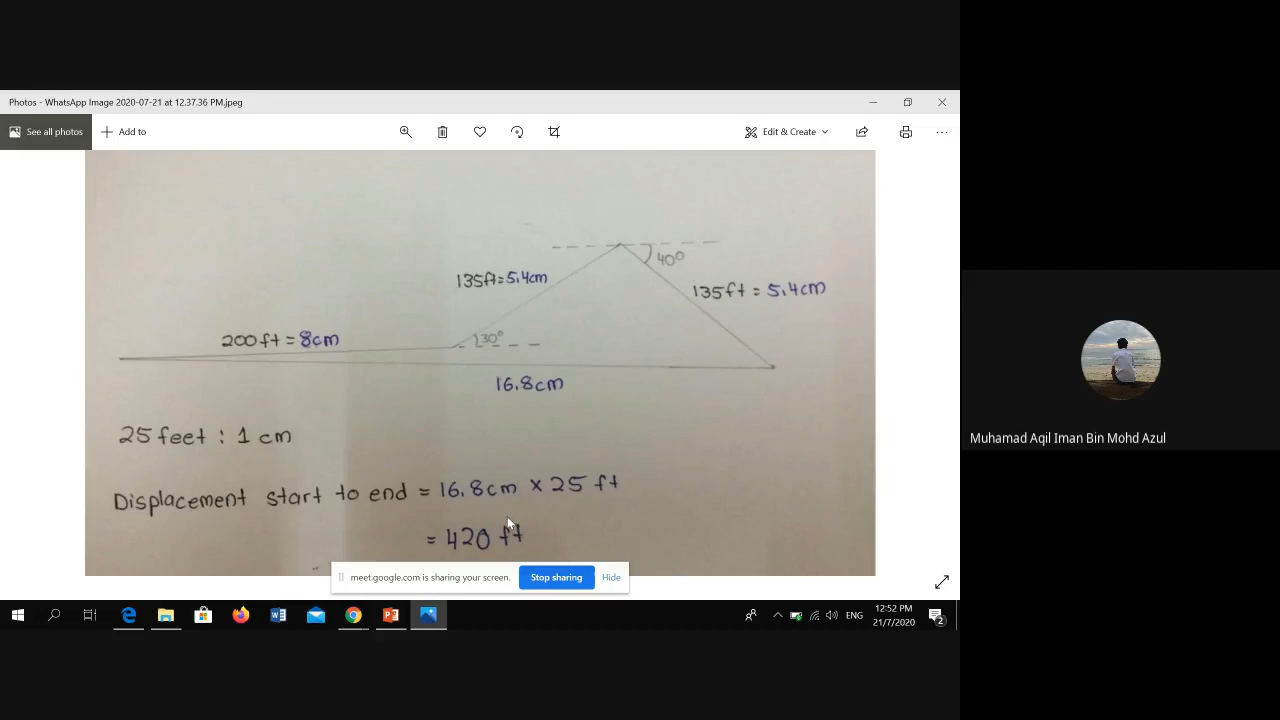 Photos - WhatsApp Image 2020-07-21 at 12.37.36 PM.jpeg
See all photos
Add to
Edit & Create
40°
135ft=5.4cm
135ft = 5.4cm
200ft = 8cm
30°
16.8cm
25 feet : 1 cm
Displacement start to end = 16.8cm × 25 ft
= 420 ft
meet.google.com is sharing your screen.
Stop sharing
Hide
Muhamad Aqil Iman Bin Mohd Azul
ENG
12:52 PM
21/7/2020
2